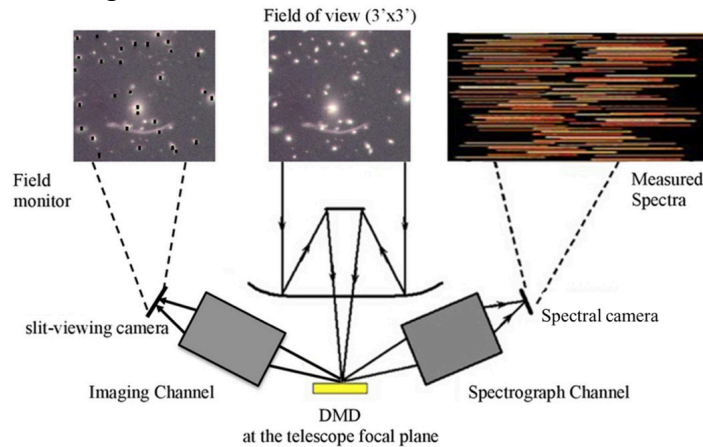 Field of view (3'x3')
Field
monitor
Measured
Spectra
slit-viewing camera
Spectral camera
Imaging Channel
Spectrograph Channel
DMD
at the telescope focal plane